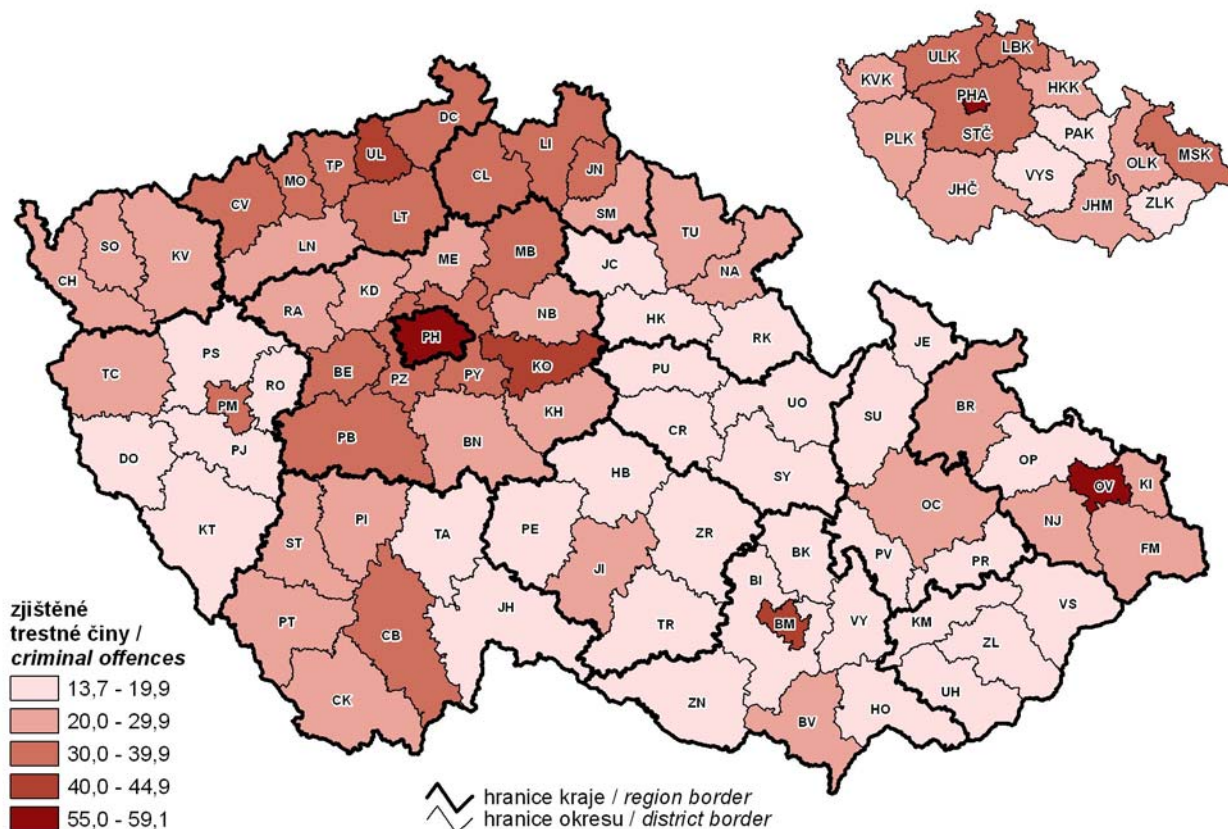 ULK LBK
KVK HKK
PHA
STČ PAK
PLK OLK MSK
VYS
JHČ JHM ZLK
DC
UL LI
TP CL JN
MO
CV LT SM
SO KV LN TU
CH ME MB JC NA
RA KD NB
PH HK RK JE
PS KO PU
TC RO BE PZ PY UO SU BR
PM KH
PB BN CR
DO PJ HB SY OP
OV KI
KT PI TA PE ZR OC NJ
ST JI BK PV PR FM
BI
PT CB JH TR BM VY KM VS
ZL
CK ZN HO UH
BV
zjištěné
trestné činy /
criminal offences
13,7 - 19,9
20,0 - 29,9
30,0 - 39,9
40,0 - 44,9
55,0 - 59,1
hranice kraje / region border
hranice okresu / district border